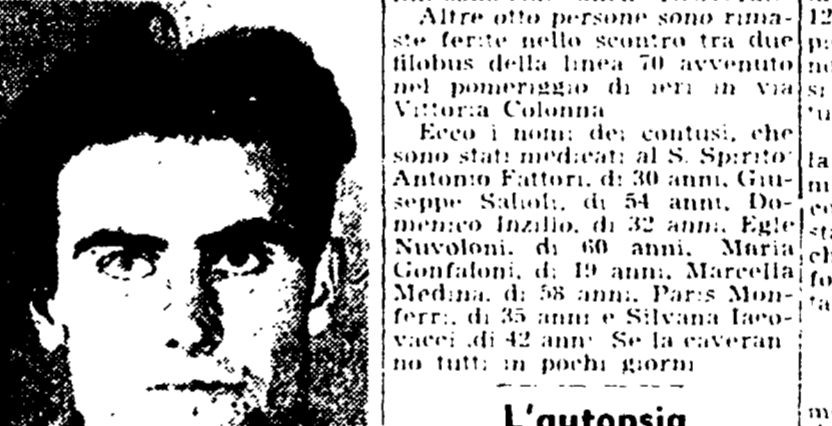 Altre otto persone sono rima-
ste ferite nello scontro tra due
filobus della linea 70 avvenuto
nel pomeriggio di ieri in via
Vittoria Colonna
Ecco i nomi dei contusi, che
sono stati medicati al S. Spirito:
Antonio Fattori, di 30 anni, Giu-
seppe Salioli, di 54 anni, Do-
menico Inzillo, di 32 anni, Egle
Nuvoloni, di 60 anni, Maria
Gonfaloni, di 19 anni, Marcella
Medina, di 58 anni, Paris Mon-
ferri, di 35 anni e Silvana Iaco-
vacci ,di 42 anni Se la caveran
no tutti in pochi giorni
L'autopsia